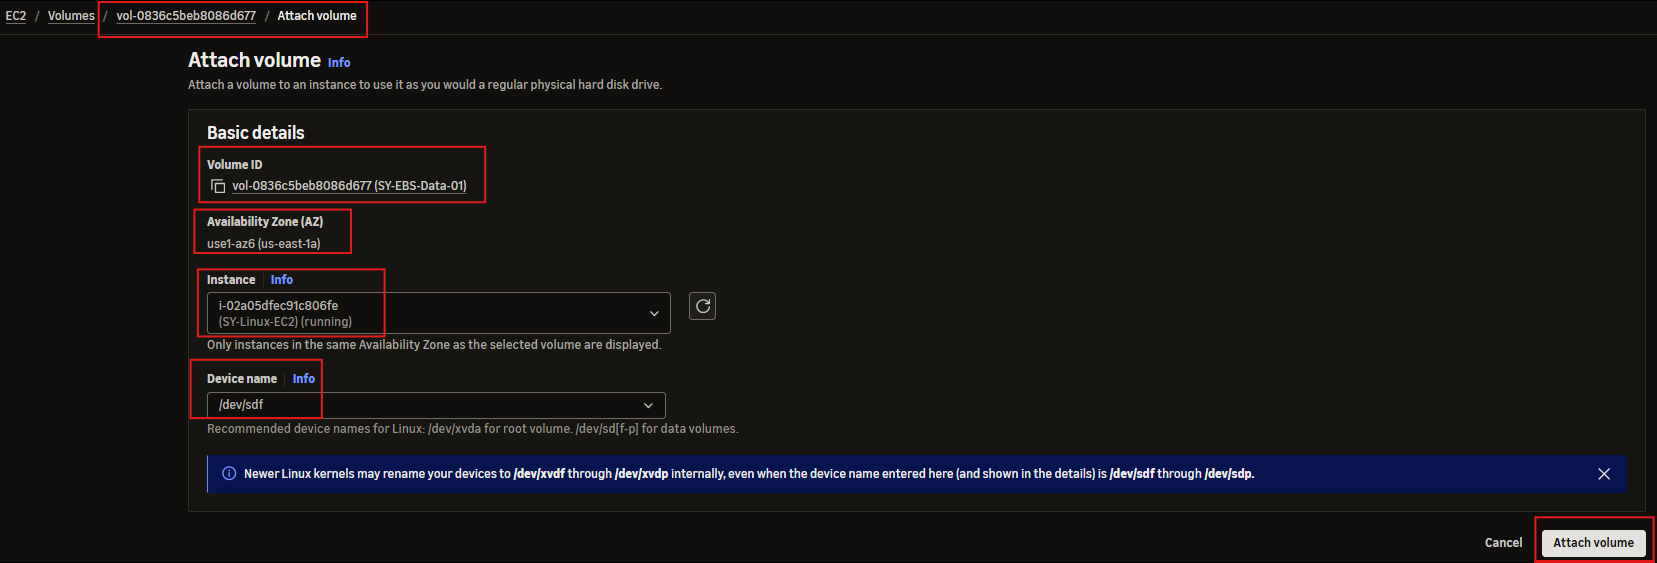 EC2 / Volumes / vol-0836c5beb8086d677 / Attach volume
Attach volume Info
Attach a volume to an instance to use it as you would a regular physical hard disk drive.
Basic details
Volume ID
vol-0836c5beb8086d677 (SY-EBS-Data-01)
Availability Zone (AZ)
use1-az6 (us-east-1a)
Instance Info
i-02a05dfec91c806fe
(SY-Linux-EC2) (running)
Only instances in the same Availability Zone as the selected volume are displayed.
Device name Info
/dev/sdf
Recommended device names for Linux: /dev/xvda for root volume. /dev/sd[f-p] for data volumes.
Newer Linux kernels may rename your devices to /dev/xvdf through /dev/xvdp internally, even when the device name entered here (and shown in the details) is /dev/sdf through /dev/sdp.
Cancel Attach volume